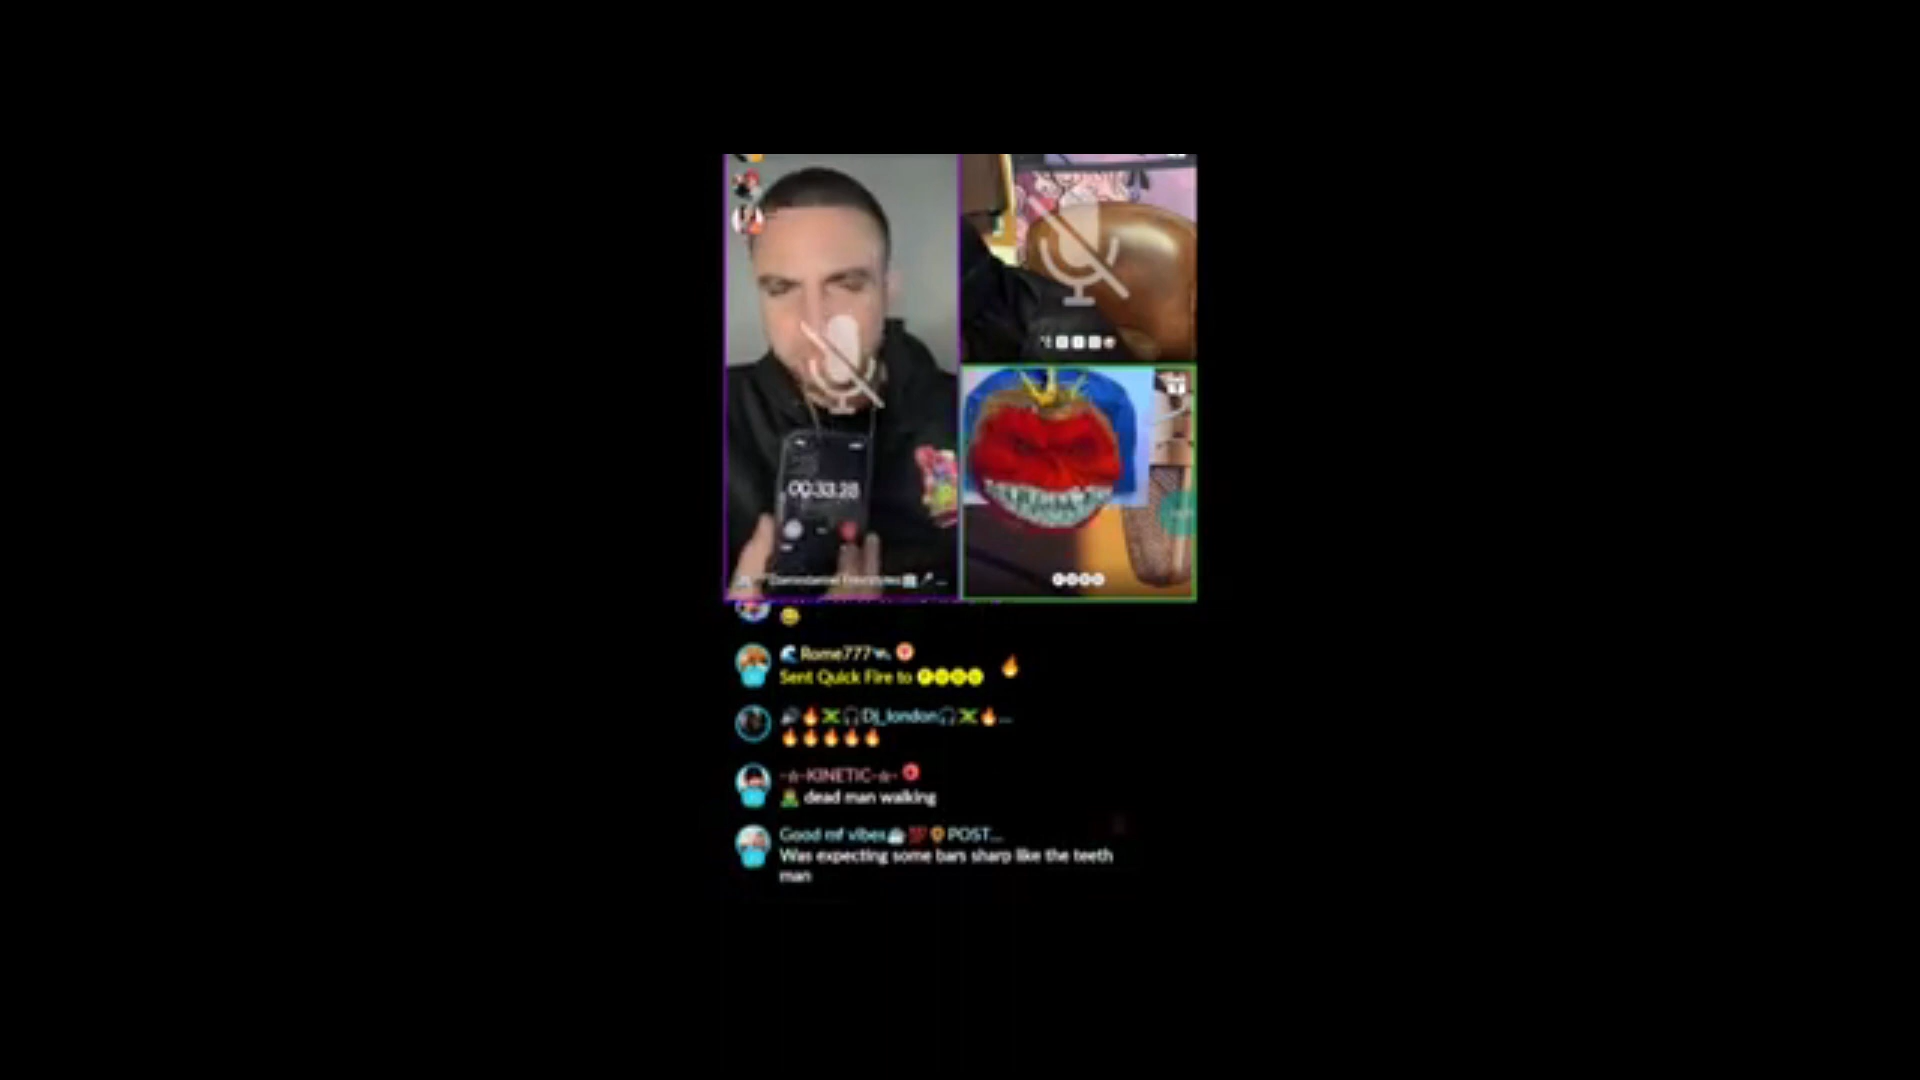 00:33.28
🌊Rome777
Sent Quick Fire to
Dj_london
-☆-KINETIC-☆-
dead man walking
Good mf vibes💯POST...
Was expecting some bars sharp like the teeth
man